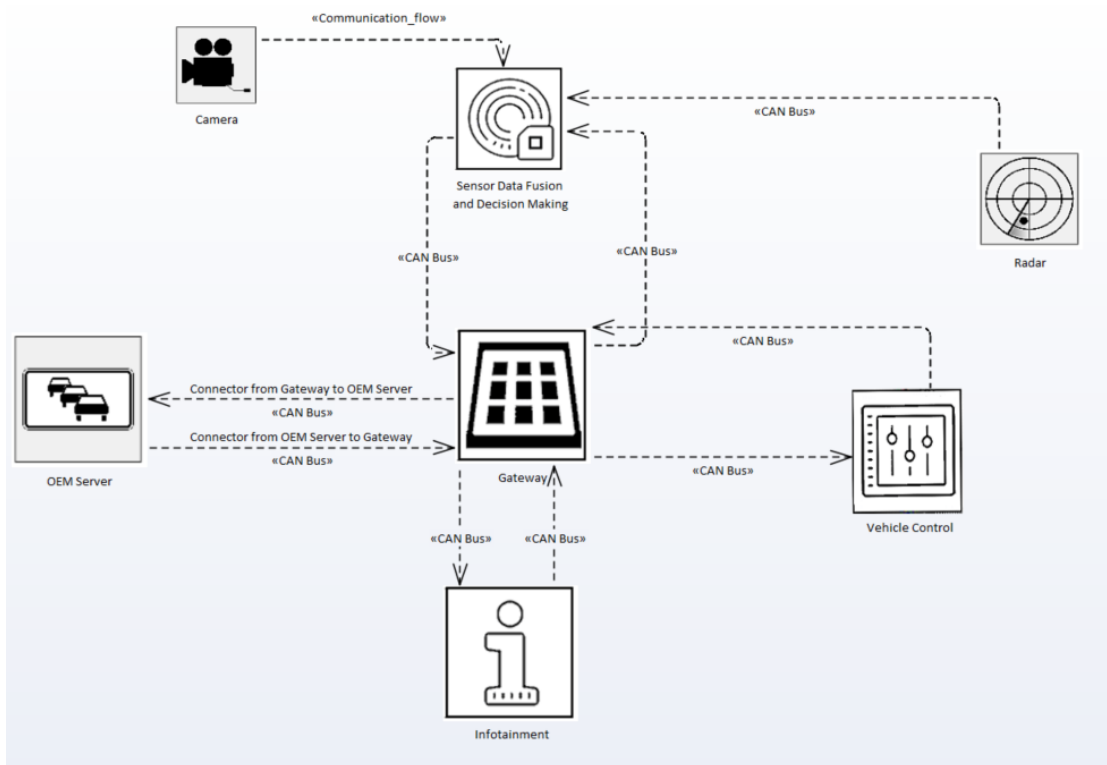 «Communication_flow»
Camera
«CAN Bus»
Sensor Data Fusion
and Decision Making
«CAN Bus»
«CAN Bus»
Radar
«CAN Bus»
Connector from Gateway to OEM Server
«CAN Bus»
Connector from OEM Server to Gateway
«CAN Bus»
«CAN Bus»
OEM Server
Gateway
Vehicle Control
«CAN Bus»
«CAN Bus»
Infotainment